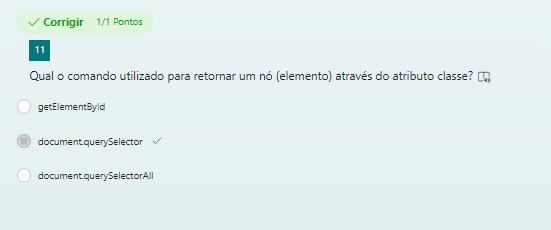 Corrigir 1/1 Pontos
11
Qual o comando utilizado para retornar um nó (elemento) através do atributo classe?
getElementById
document.querySelector
document.querySelectorAll